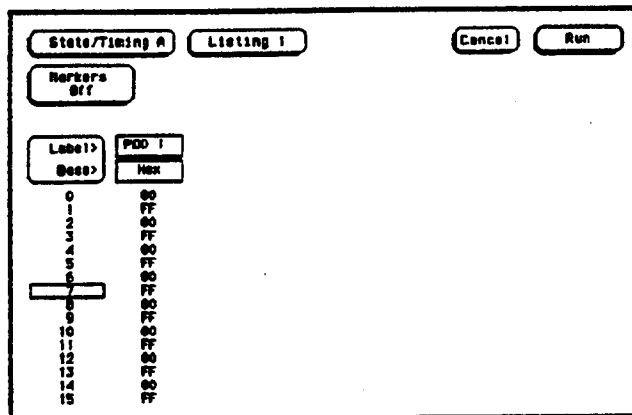 State/Timing A Listing 1 Cancel Run
Markers
Off
Label> POD 1
Base> Hex
0 00
1 FF
2 00
3 FF
4 00
5 FF
6 00
7 FF
8 00
9 FF
10 00
11 FF
12 00
13 FF
14 00
15 FF